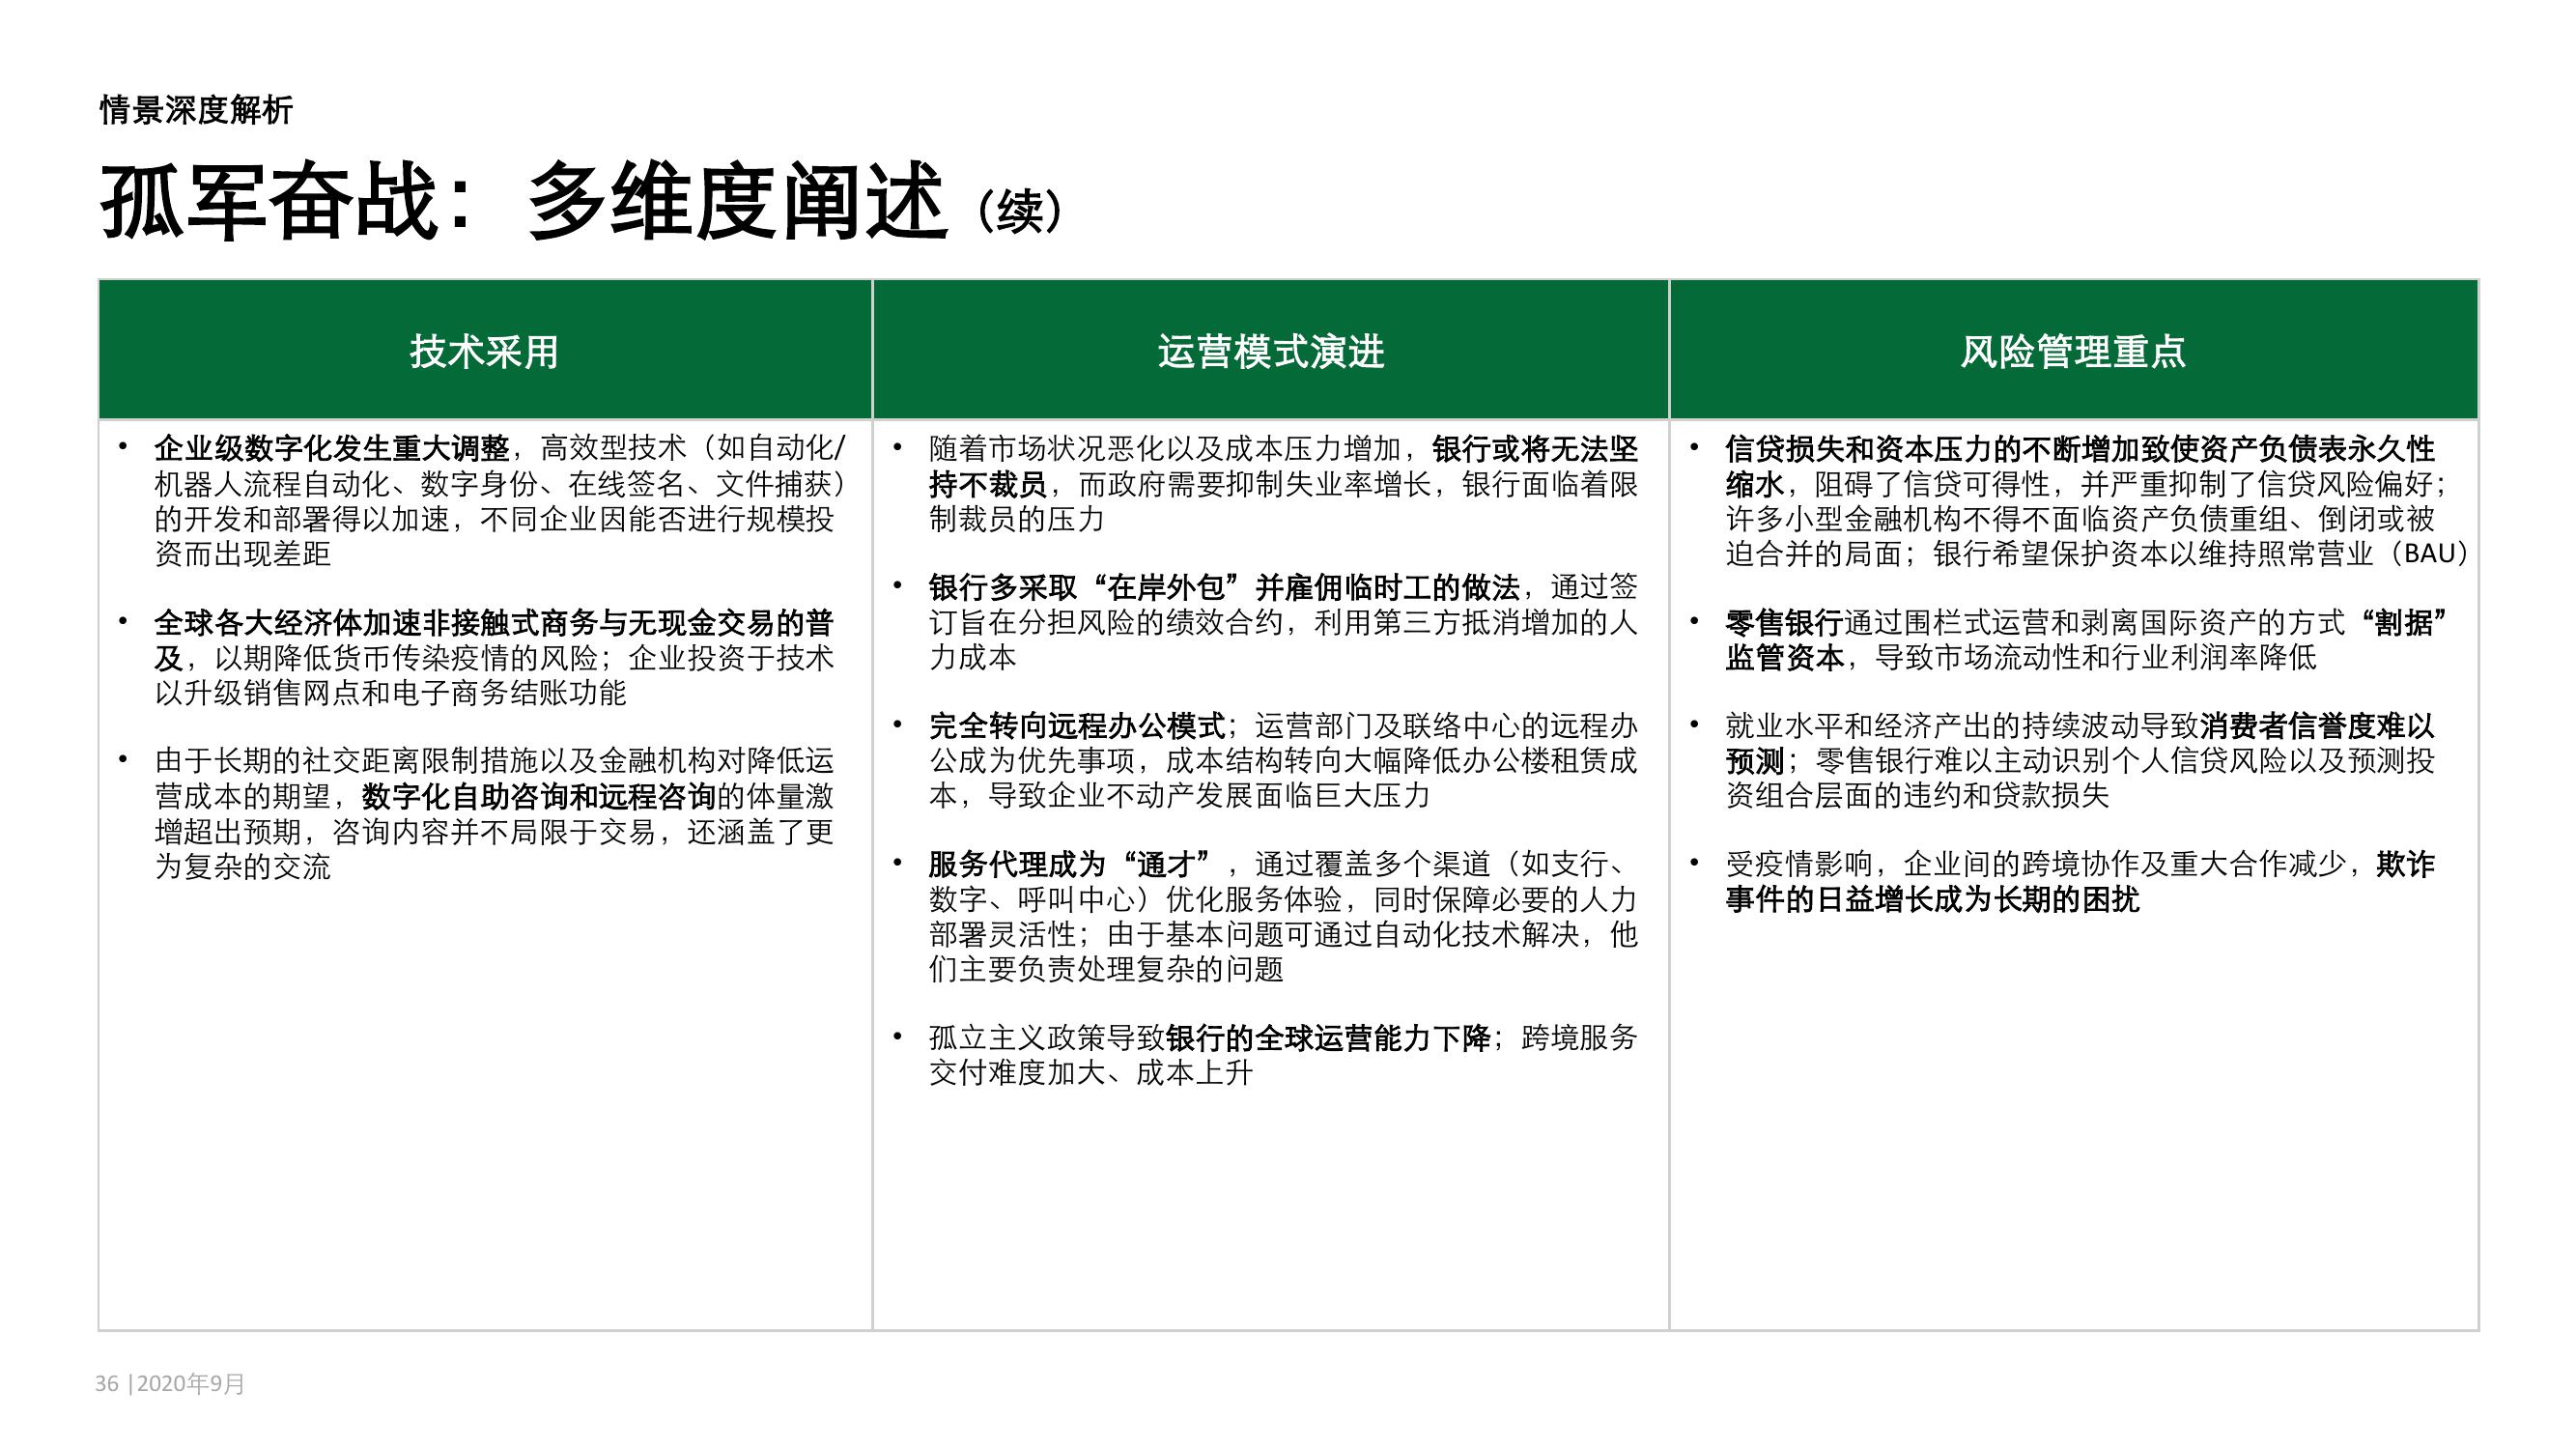 情景深度解析
孤军奋战：多维度阐述（续）
技术采用
• 企业级数字化发生重大调整，高效型技术（如自动化/
机器人流程自动化、数字身份、在线签名、文件捕获）
的开发和部署得以加速，不同企业因能否进行规模投
资而出现差距
• 全球各大经济体加速非接触式商务与无现金交易的普
及，以期降低货币传染疫情的风险；企业投资于技术
以升级销售网点和电子商务结账功能
• 由于长期的社交距离限制措施以及金融机构对降低运
营成本的期望，数字化自助咨询和远程咨询的体量激
增超出预期，咨询内容并不局限于交易，还涵盖了更
为复杂的交流
运营模式演进
• 随着市场状况恶化以及成本压力增加，银行或将无法坚
持不裁员，而政府需要抑制失业率增长，银行面临着限
制裁员的压力
• 银行多采取“在岸外包”并雇佣临时工的做法，通过签
订旨在分担风险的绩效合约，利用第三方抵消增加的人
力成本
• 完全转向远程办公模式；运营部门及联络中心的远程办
公成为优先事项，成本结构转向大幅降低办公楼租赁成
本，导致企业不动产发展面临巨大压力
• 服务代理成为“通才”，通过覆盖多个渠道（如支行、
数字、呼叫中心）优化服务体验，同时保障必要的人力
部署灵活性；由于基本问题可通过自动化技术解决，他
们主要负责处理复杂的问题
• 孤立主义政策导致银行的全球运营能力下降；跨境服务
交付难度加大、成本上升
风险管理重点
• 信贷损失和资本压力的不断增加致使资产负债表永久性
缩水，阻碍了信贷可得性，并严重抑制了信贷风险偏好；
许多小型金融机构不得不面临资产负债重组、倒闭或被
迫合并的局面；银行希望保护资本以维持照常营业（BAU）
• 零售银行通过围栏式运营和剥离国际资产的方式“割据”
监管资本，导致市场流动性和行业利润率降低
• 就业水平和经济产出的持续波动导致消费者信誉度难以
预测；零售银行难以主动识别个人信贷风险以及预测投
资组合层面的违约和贷款损失
• 受疫情影响，企业间的跨境协作及重大合作减少，欺诈
事件的日益增长成为长期的困扰
36 |2020年9月